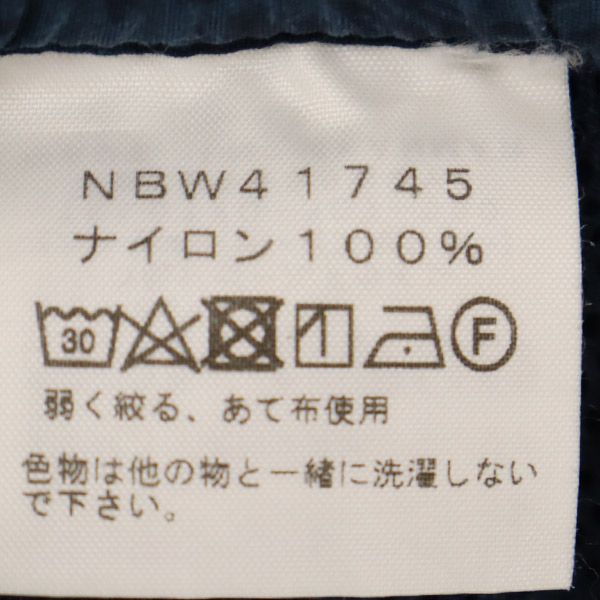 NBW41745
ナイロン100%
30 F
弱く絞る、あて布使用
色物は他の物と一緒に洗濯しない
で下さい。